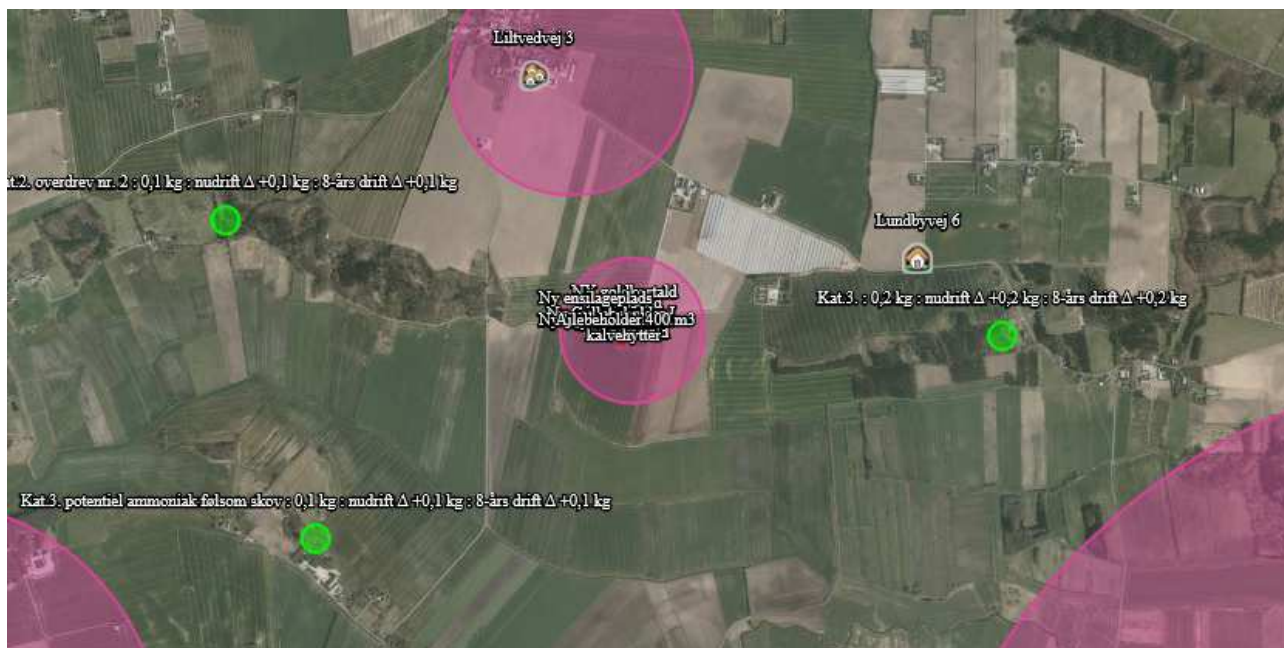 Liltvedvej 3
at.2. overdrev nr. 2 : 0,1 kg : nudrift Δ +0,1 kg : 8-års drift Δ +0,1 kg
Lundbyvej 6
Ny ensilageplads
Kat.3. : 0,2 kg : nudrift Δ +0,2 kg : 8-års drift Δ +0,2 kg
Ajlebeholder 400 m3
kalvehytter
Kat.3. potentiel ammoniak følsom skov : 0,1 kg : nudrift Δ +0,1 kg : 8-års drift Δ +0,1 kg